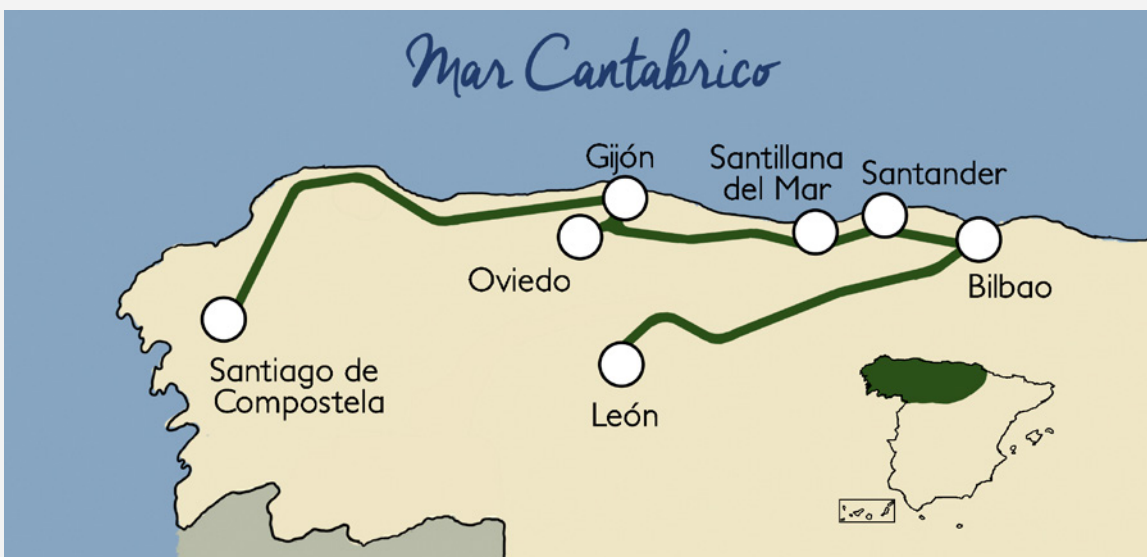 Mar Cantabrico
Gijón
Santillana
del Mar
Santander
Oviedo
Bilbao
Santiago de
Compostela
León